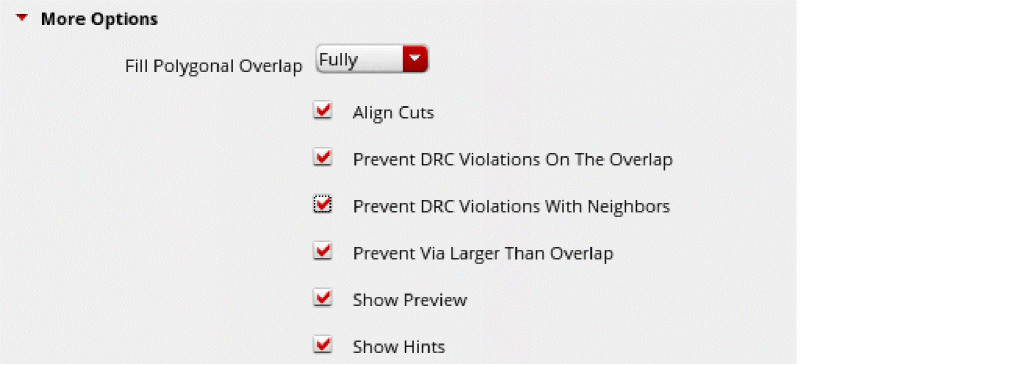 More Options
Fill Polygonal Overlap Fully
Align Cuts
Prevent DRC Violations On The Overlap
Prevent DRC Violations With Neighbors
Prevent Via Larger Than Overlap
Show Preview
Show Hints